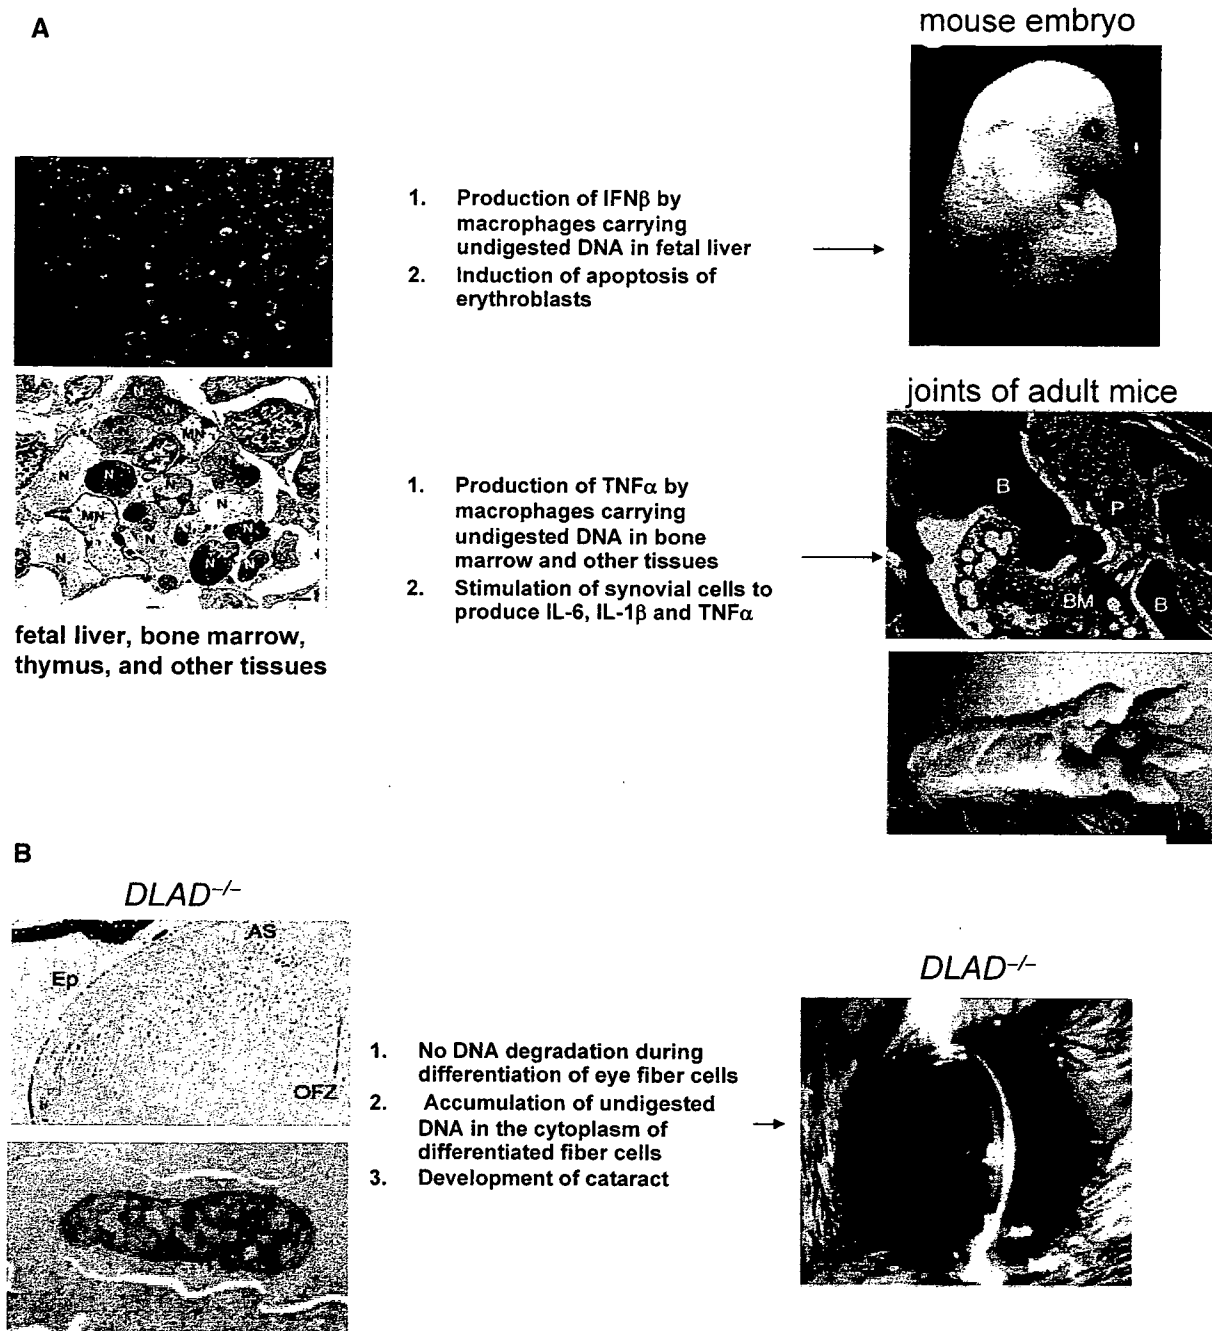 A
mouse embryo
1. Production of IFNβ by
macrophages carrying
undigested DNA in fetal liver
2. Induction of apoptosis of
erythroblasts
N
N
MN
N
N
N
N
MN
N
N
N
N
N
N
fetal liver, bone marrow,
thymus, and other tissues
joints of adult mice
1. Production of TNFα by
macrophages carrying
undigested DNA in bone
marrow and other tissues
2. Stimulation of synovial cells to
produce IL-6, IL-1β and TNFα
B
P
BM
B
B
DLAD–/–
AS
Ep
OFZ
1. No DNA degradation during
differentiation of eye fiber cells
2. Accumulation of undigested
DNA in the cytoplasm of
differentiated fiber cells
3. Development of cataract
DLAD–/–